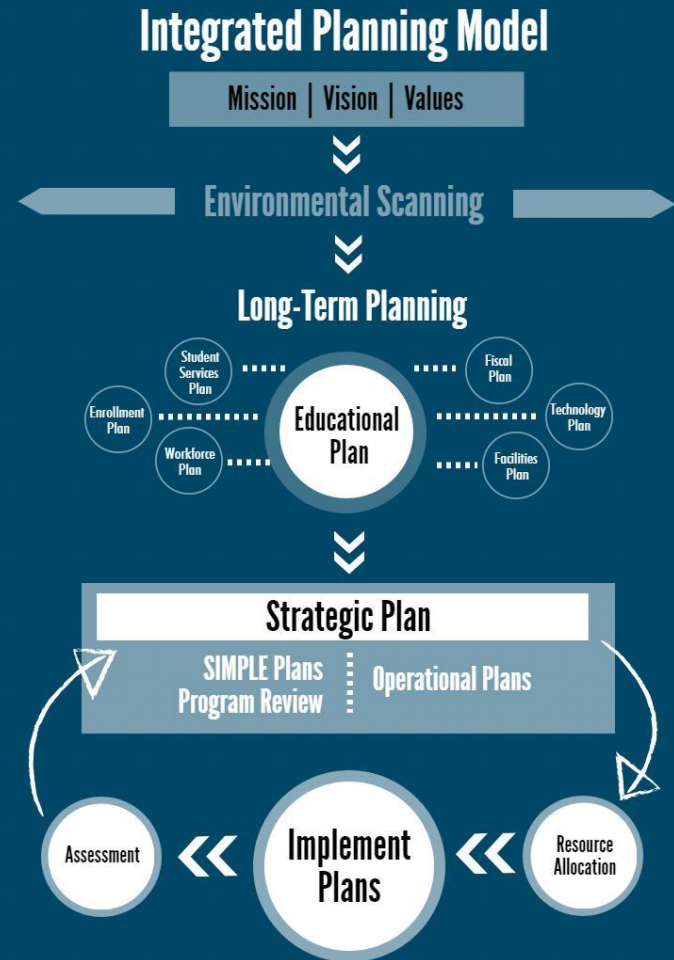 Integrated Planning Model
Mission | Vision | Values
Environmental Scanning
Long-Term Planning
Student
Services
Plan
Enrollment
Plan
Workforce
Plan
Educational
Plan
Fiscal
Plan
Technology
Plan
Facilities
Plan
Strategic Plan
SIMPLE Plans
Program Review
Operational Plans
Assessment
Implement
Plans
Resource
Allocation